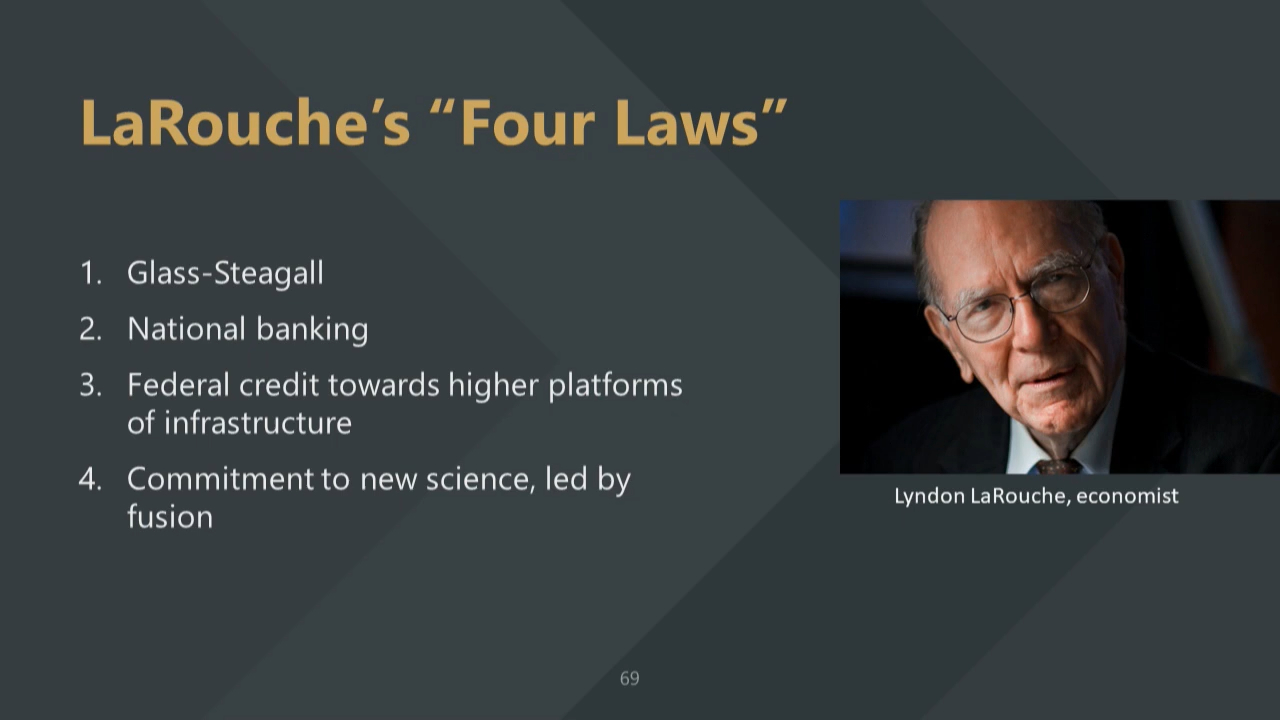 LaRouche’s “Four Laws”
1. Glass-Steagall
2. National banking
3. Federal credit towards higher platforms
of infrastructure
4. Commitment to new science, led by
fusion
Lyndon LaRouche, economist
69